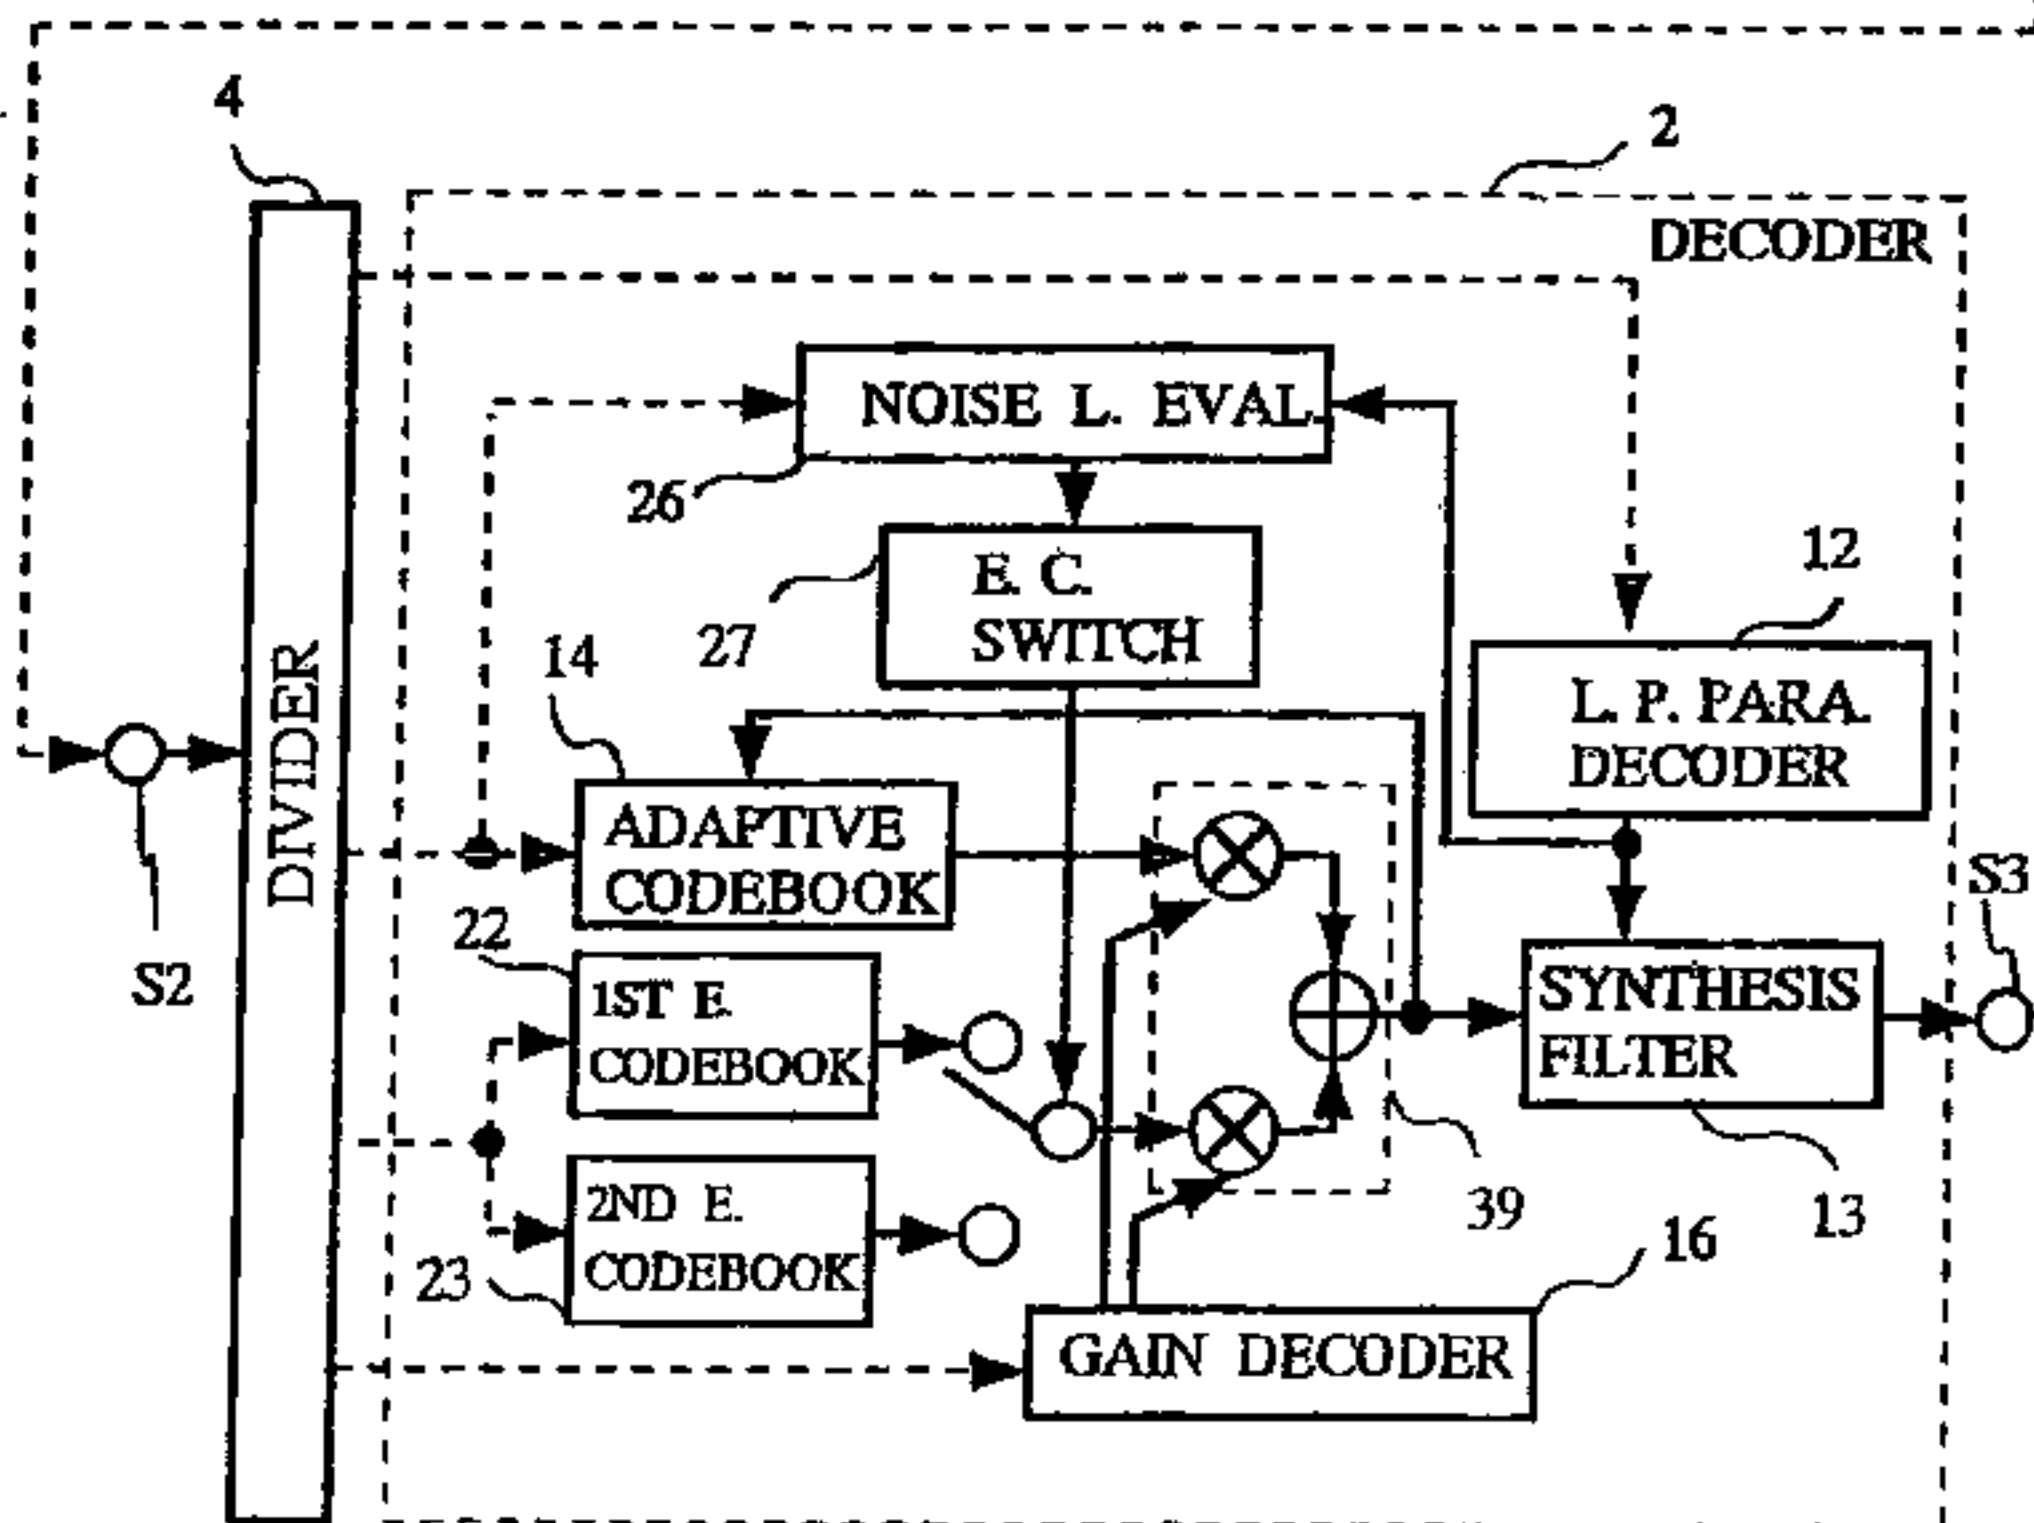 4
2
DECODER
NOISE L. EVAL.
26
E. C.
SWITCH
27
12
L. P. PARA.
DECODER
14
DIVIDER
ADAPTIVE
CODEBOOK
S2
22
1ST E.
CODEBOOK
S3
SYNTHESIS
FILTER
39
13
2ND E.
CODEBOOK
23
16
GAIN DECODER